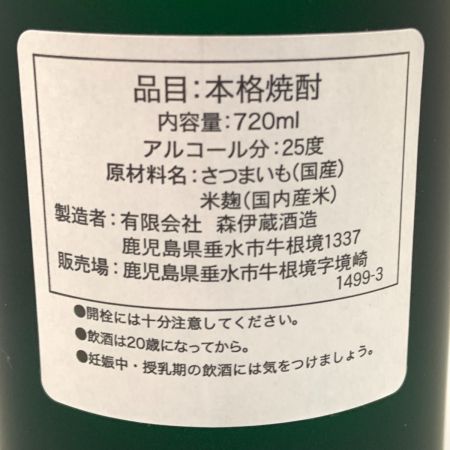 品目：本格焼酎
内容量：720ml
アルコール分：25度
原材料名：さつまいも（国産）
米麹（国内産米）
製造者：有限会社 森伊蔵酒造
鹿児島県垂水市牛根境1337
販売場：鹿児島県垂水市牛根境字境崎
1499-3
●開栓には十分注意してください。
●飲酒は20歳になってから。
●妊娠中・授乳期の飲酒には気をつけましょう。